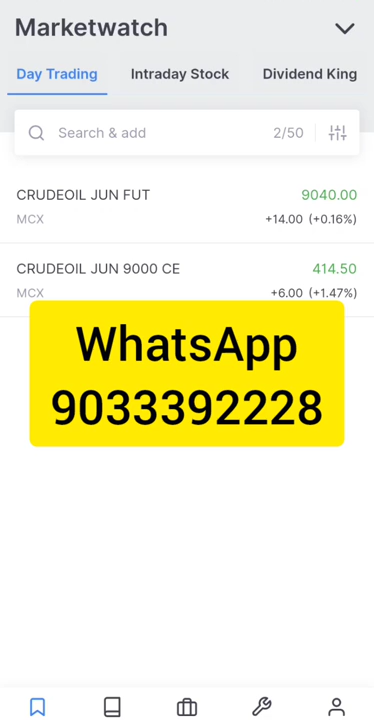 Marketwatch
Day Trading Intraday Stock Dividend King
Search & add 2/50
CRUDEOIL JUN FUT 9040.00
MCX +14.00 (+0.16%)
CRUDEOIL JUN 9000 CE 414.50
MCX +6.00 (+1.47%)
WhatsApp
9033392228